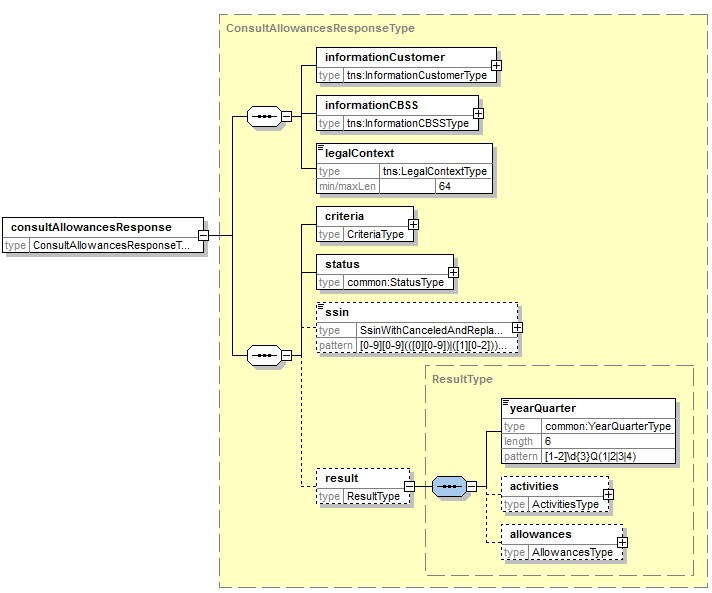 ConsultAllowancesResponseType
informationCustomer
type tns:InformationCustomerType
informationCBSS
type tns:InformationCBSSType
legalContext
type tns:LegalContextType
min/maxLen 64
consultAllowancesResponse
type ConsultAllowancesResponseT...
criteria
type CriteriaType
status
type common:StatusType
ssin
type SsinWithCanceledAndRepla...
pattern [0-9][0-9](([0][0-9])|([1][0-2]))...
ResultType
yearQuarter
type common:YearQuarterType
length 6
pattern [1-2]\d{3}Q(1|2|3|4)
result
type ResultType
activities
type ActivitiesType
allowances
type AllowancesType